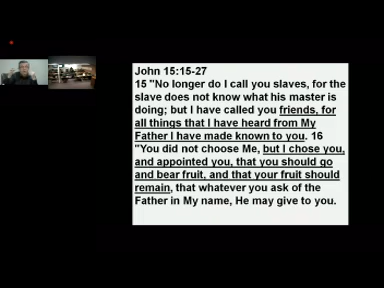 John 15:15-27
15 "No longer do I call you slaves, for the
slave does not know what his master is
doing; but I have called you friends, for
all things that I have heard from My
Father I have made known to you. 16
"You did not choose Me, but I chose you,
and appointed you, that you should go
and bear fruit, and that your fruit should
remain, that whatever you ask of the
Father in My name, He may give to you.